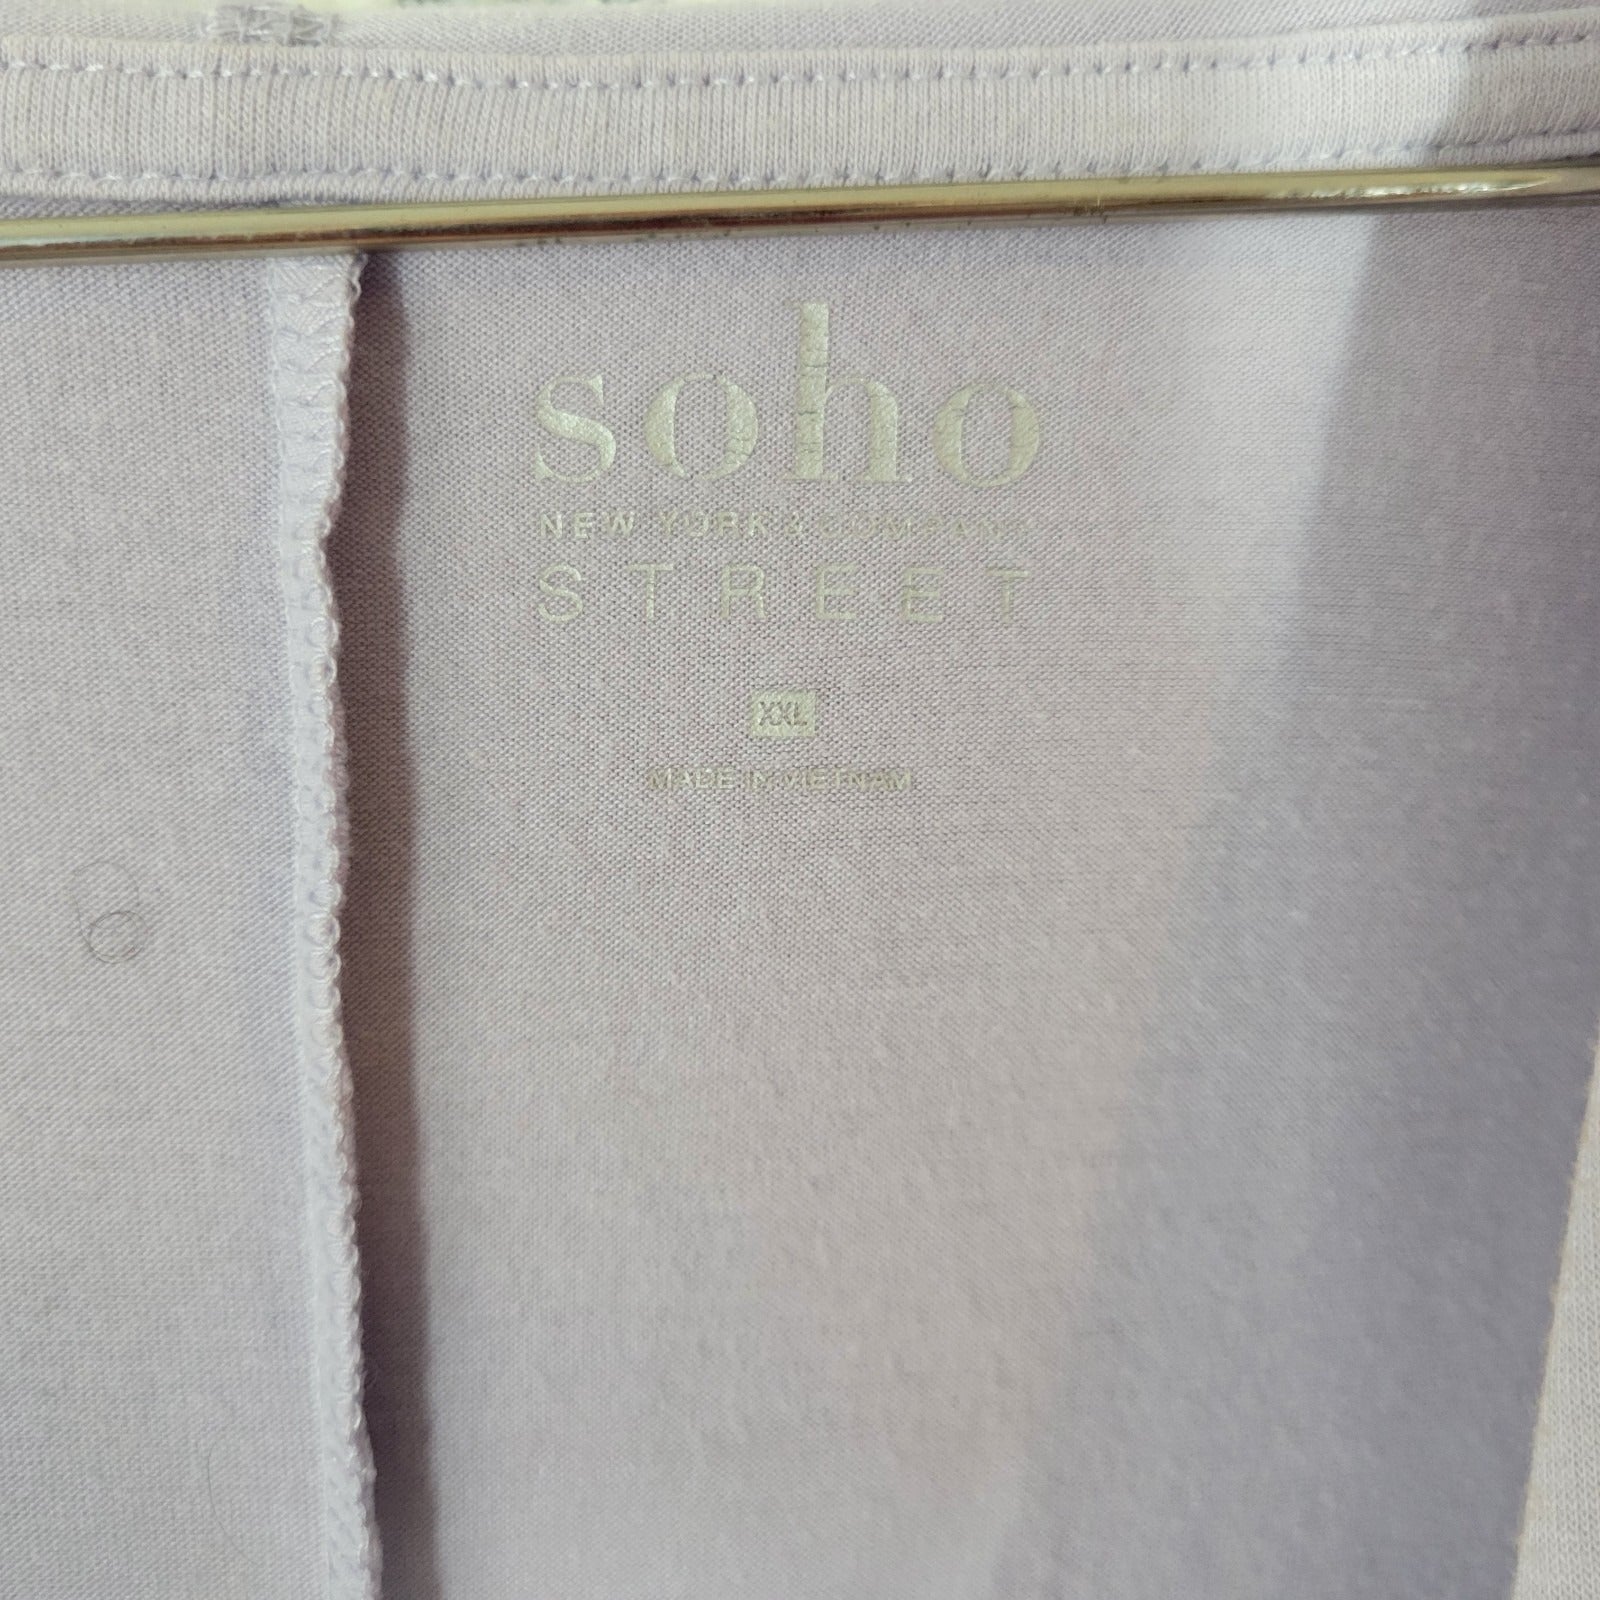 soho
NEW YORK & COMPANY
STREET
XXL
MADE IN VIETNAM